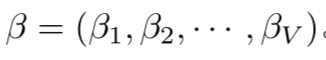 β = (β₁, β₂, ⋯ , β_V)。